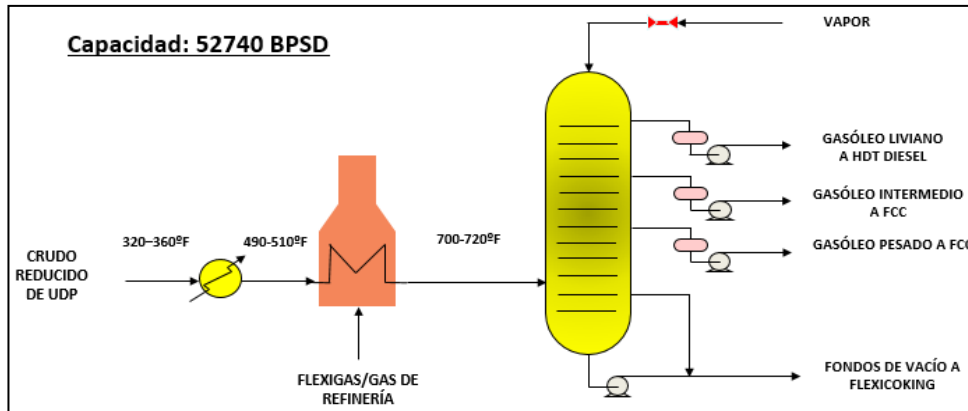 Capacidad: 52740 BPSD
VAPOR
GASÓLEO LIVIANO
A HDT DIESEL
GASÓLEO INTERMEDIO
A FCC
GASÓLEO PESADO A FCC
320–360ºF
490-510ºF
700-720ºF
CRUDO
REDUCIDO
DE UDP
FLEXIGAS/GAS DE
REFINERÍA
FONDOS DE VACÍO A
FLEXICOKING